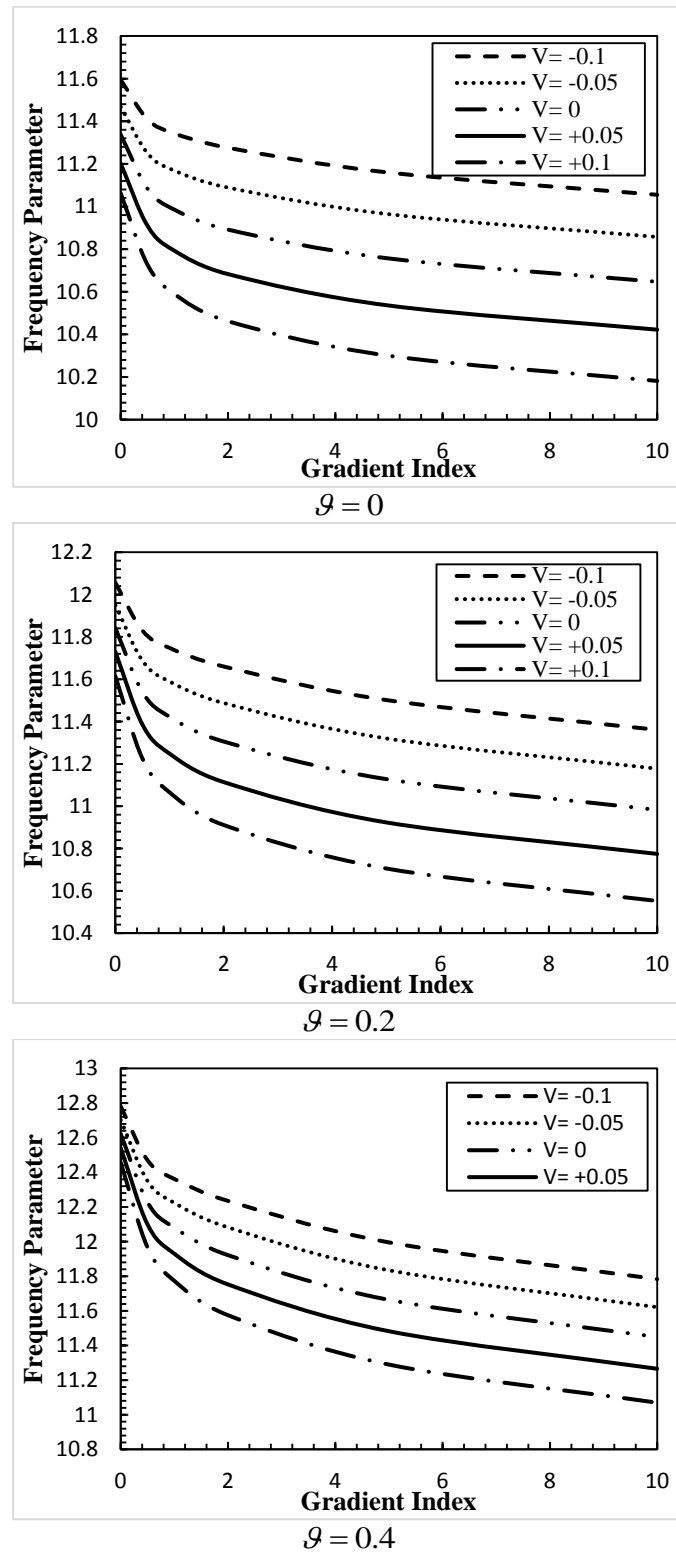 11.8
11.6
11.4
11.2
11
10.8
10.6
10.4
10.2
10
Frequency Parameter
V= -0.1
V= -0.05
V= 0
V= +0.05
V= +0.1
0 2 4 6 8 10
Gradient Index
𝜗 = 0
12.2
12
11.8
11.6
11.4
11.2
11
10.8
10.6
10.4
Frequency Parameter
V= -0.1
V= -0.05
V= 0
V= +0.05
V= +0.1
0 2 4 6 8 10
Gradient Index
𝜗 = 0.2
13
12.8
12.6
12.4
12.2
12
11.8
11.6
11.4
11.2
11
10.8
Frequency Parameter
V= -0.1
V= -0.05
V= 0
V= +0.05
0 2 4 6 8 10
Gradient Index
𝜗 = 0.4